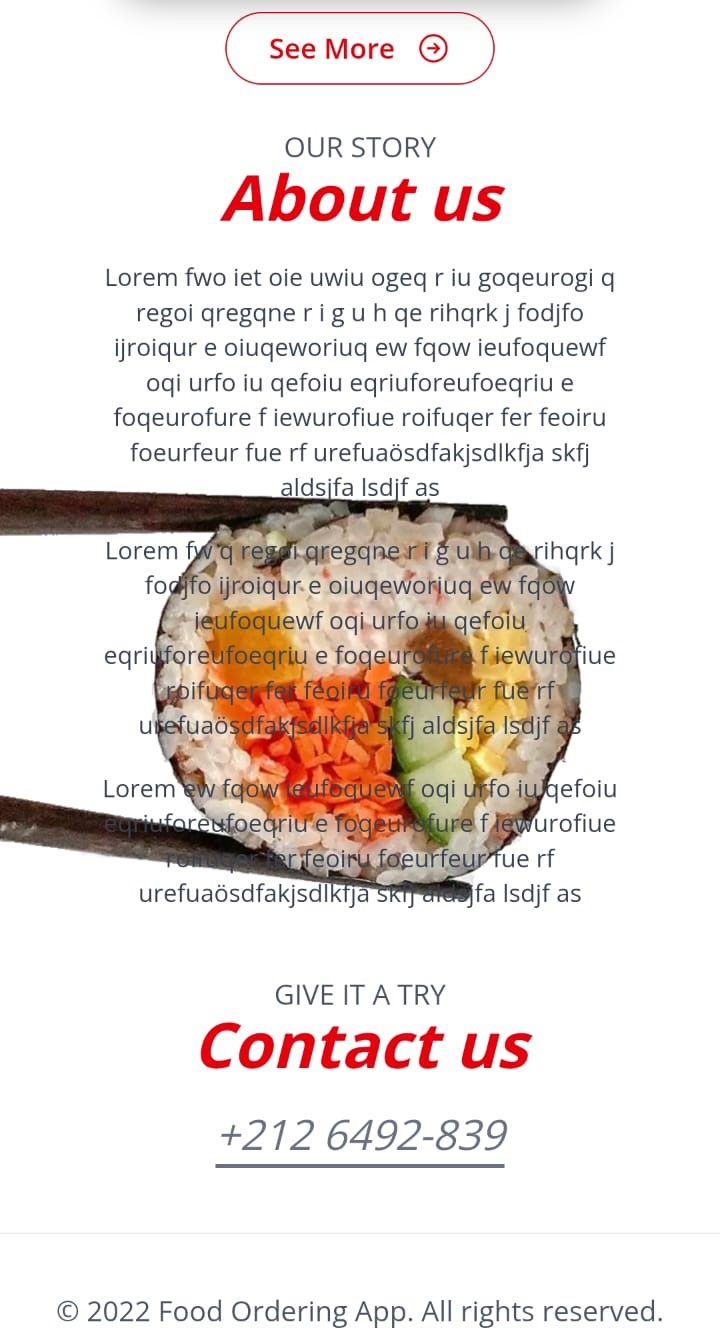 See More
OUR STORY
About us
Lorem fwo iet oie uwiu ogeq r iu goqeurogi q
regoi qregqne r i g u h qe rihqrk j fodjfo
ijroiqur e oiuqeworiuq ew fqow ieufoquewf
oqi urfo iu qefoiu eqriuforeufoeqriu e
foqeurofure f iewurofiue roifuqer fer feoiru
foeurfeur fue rf urefuaösdfakjsdlkfja skfj
aldsjfa lsdjf as
Lorem fw q regoi qregqne r i g u h qe rihqrk j
fodjfo ijroiqur e oiuqeworiuq ew fqow
ieufoquewf oqi urfo iu qefoiu
eqriuforeufoeqriu e foqeurofure f iewurofiue
roifuqer fer feoiru foeurfeur fue rf
urefuaösdfakjsdlkfja skfj aldsjfa lsdjf as
Lorem ew fqow ieufoquewf oqi urfo iu qefoiu
eqriuforeufoeqriu e foqeurofure f iewurofiue
roifuqer fer feoiru foeurfeur fue rf
urefuaösdfakjsdlkfja skfj aldsjfa lsdjf as
GIVE IT A TRY
Contact us
+212 6492-839
© 2022 Food Ordering App. All rights reserved.